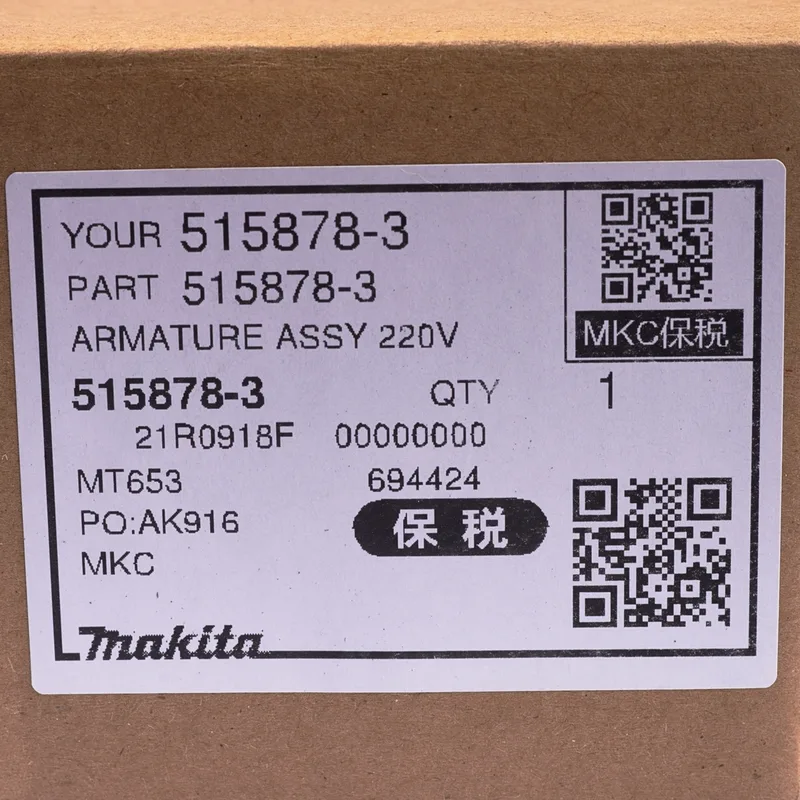 YOUR 515878-3
PART 515878-3
ARMATURE ASSY 220V
MKC保税
515878-3 QTY 1
21R0918F 00000000
MT653 694424
PO:AK916 保税
MKC
makita